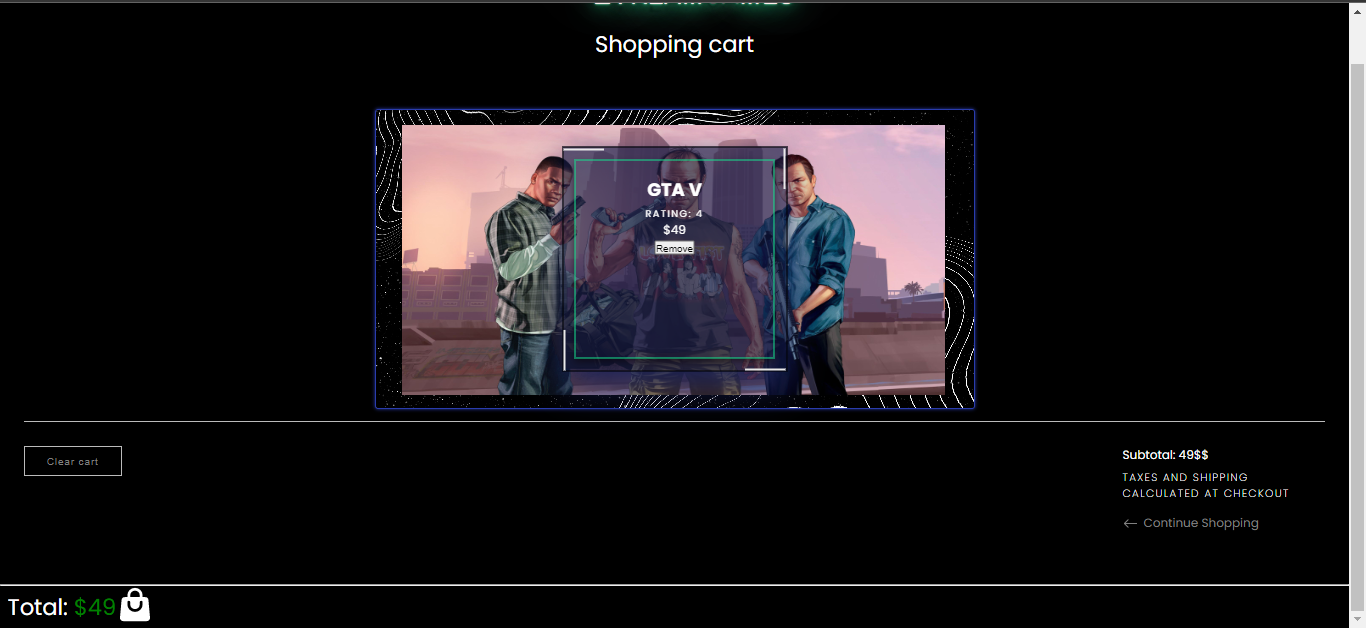 Shopping cart
GTA V
RATING: 4
$49
Remove
Clear cart
Subtotal: 49$$
TAXES AND SHIPPING
CALCULATED AT CHECKOUT
← Continue Shopping
Total: $49